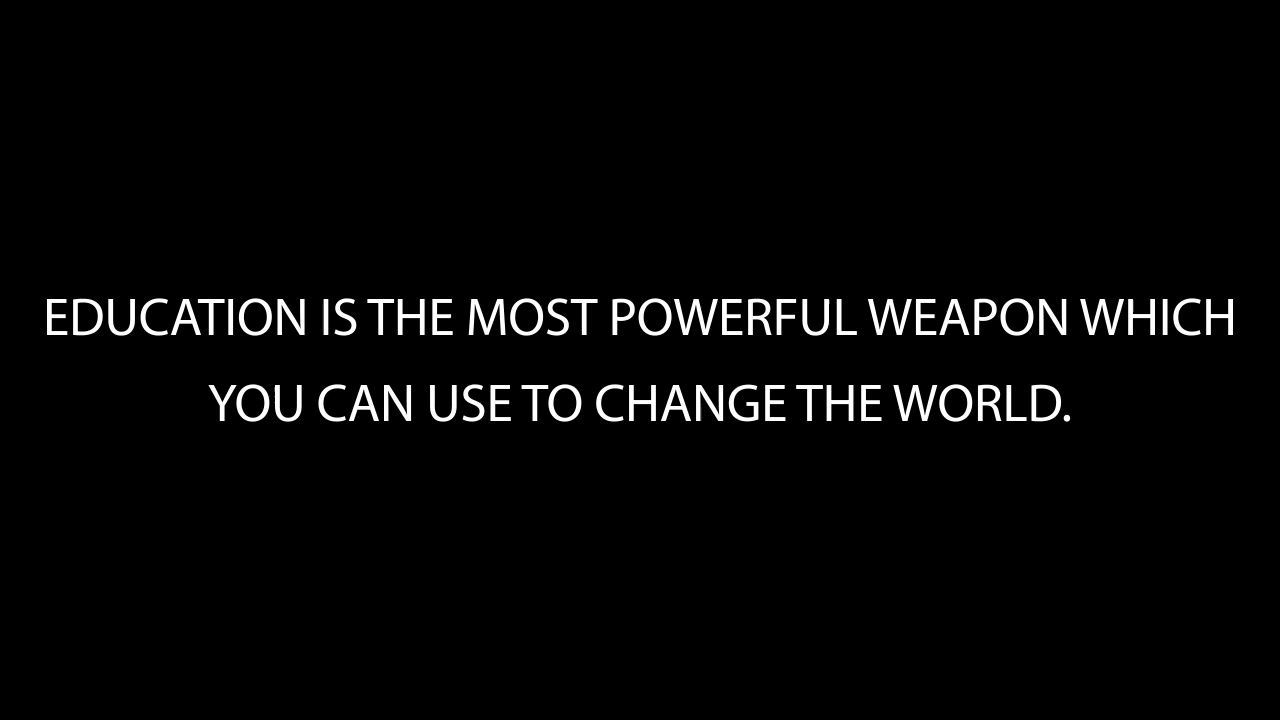 EDUCATION IS THE MOST POWERFUL WEAPON WHICH
YOU CAN USE TO CHANGE THE WORLD.